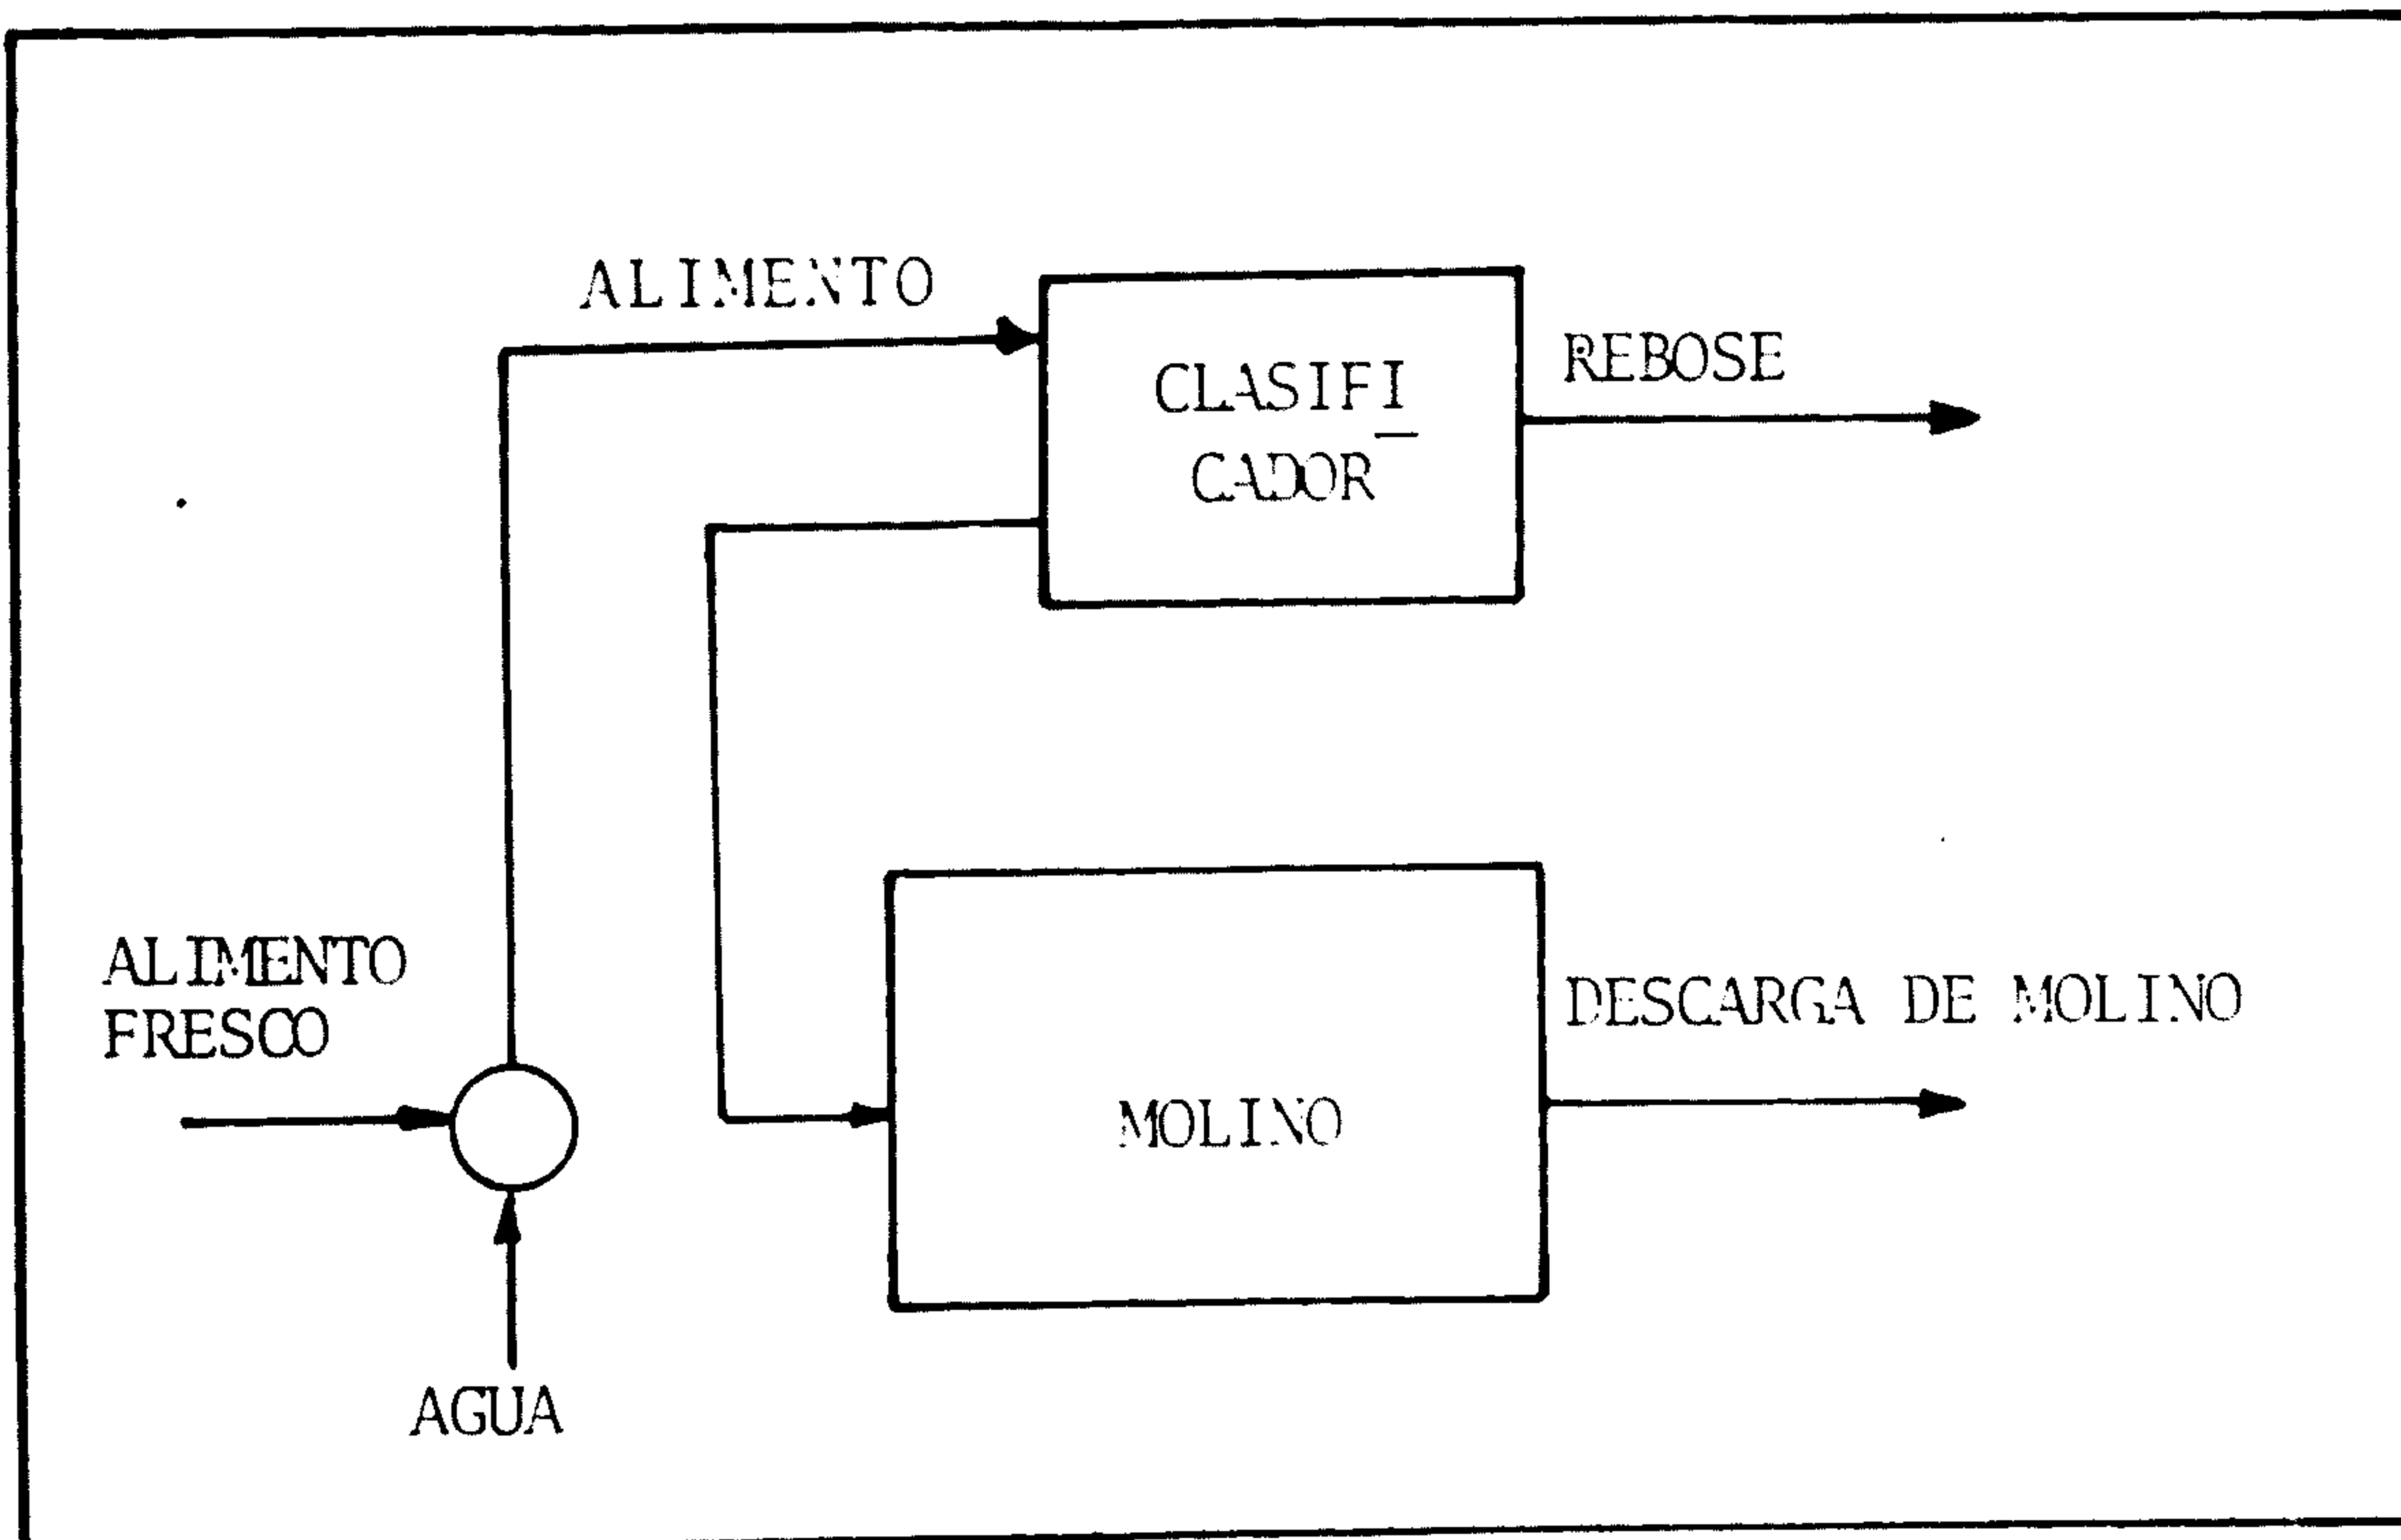 ALIMENTO
CLASIFI
CADOR
REBOSE
ALIMENTO
FRESCO
DESCARGA DE MOLINO
MOLINO
AGUA